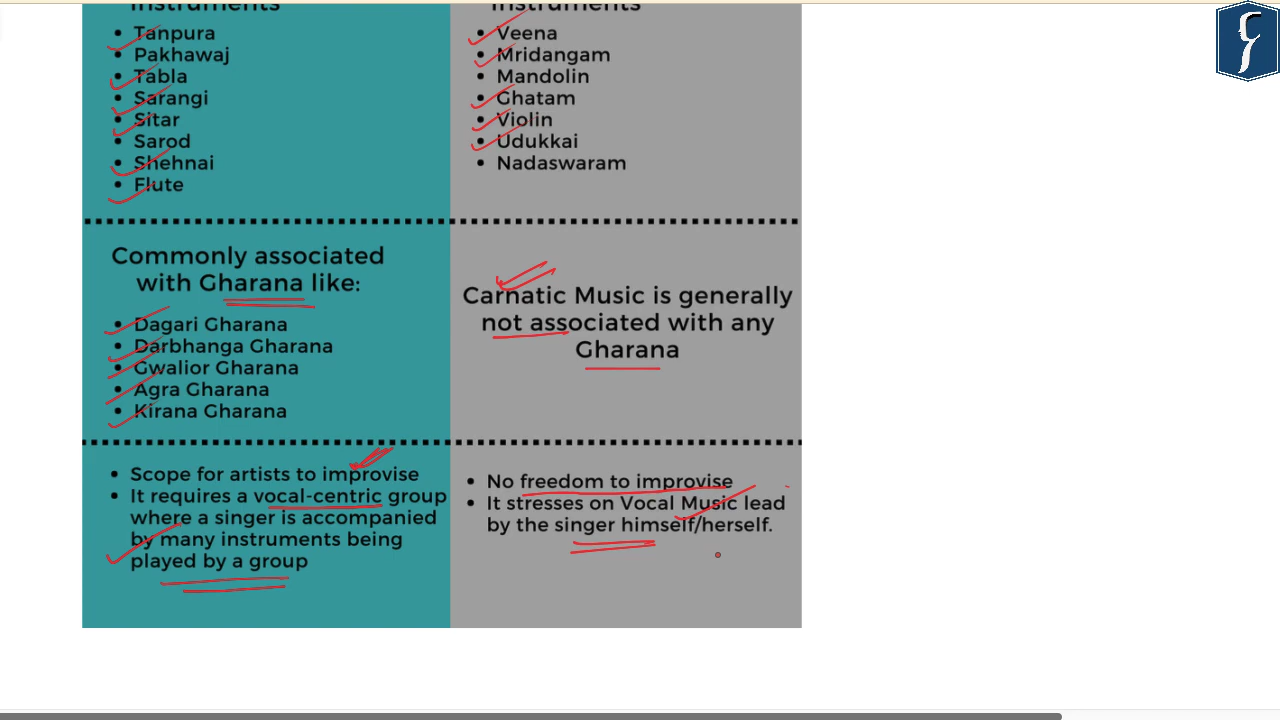 Instruments
Tanpura
Pakhawaj
Tabla
Sarangi
Sitar
Sarod
Shehnai
Flute
Instruments
Veena
Mridangam
Mandolin
Ghatam
Violin
Udukkai
Nadaswaram
Commonly associated
with Gharana like:
Dagari Gharana
Darbhanga Gharana
Gwalior Gharana
Agra Gharana
Kirana Gharana
Carnatic Music is generally
not associated with any
Gharana
Scope for artists to improvise
It requires a vocal-centric group
where a singer is accompanied
by many instruments being
played by a group
No freedom to improvise
It stresses on Vocal Music lead
by the singer himself/herself.